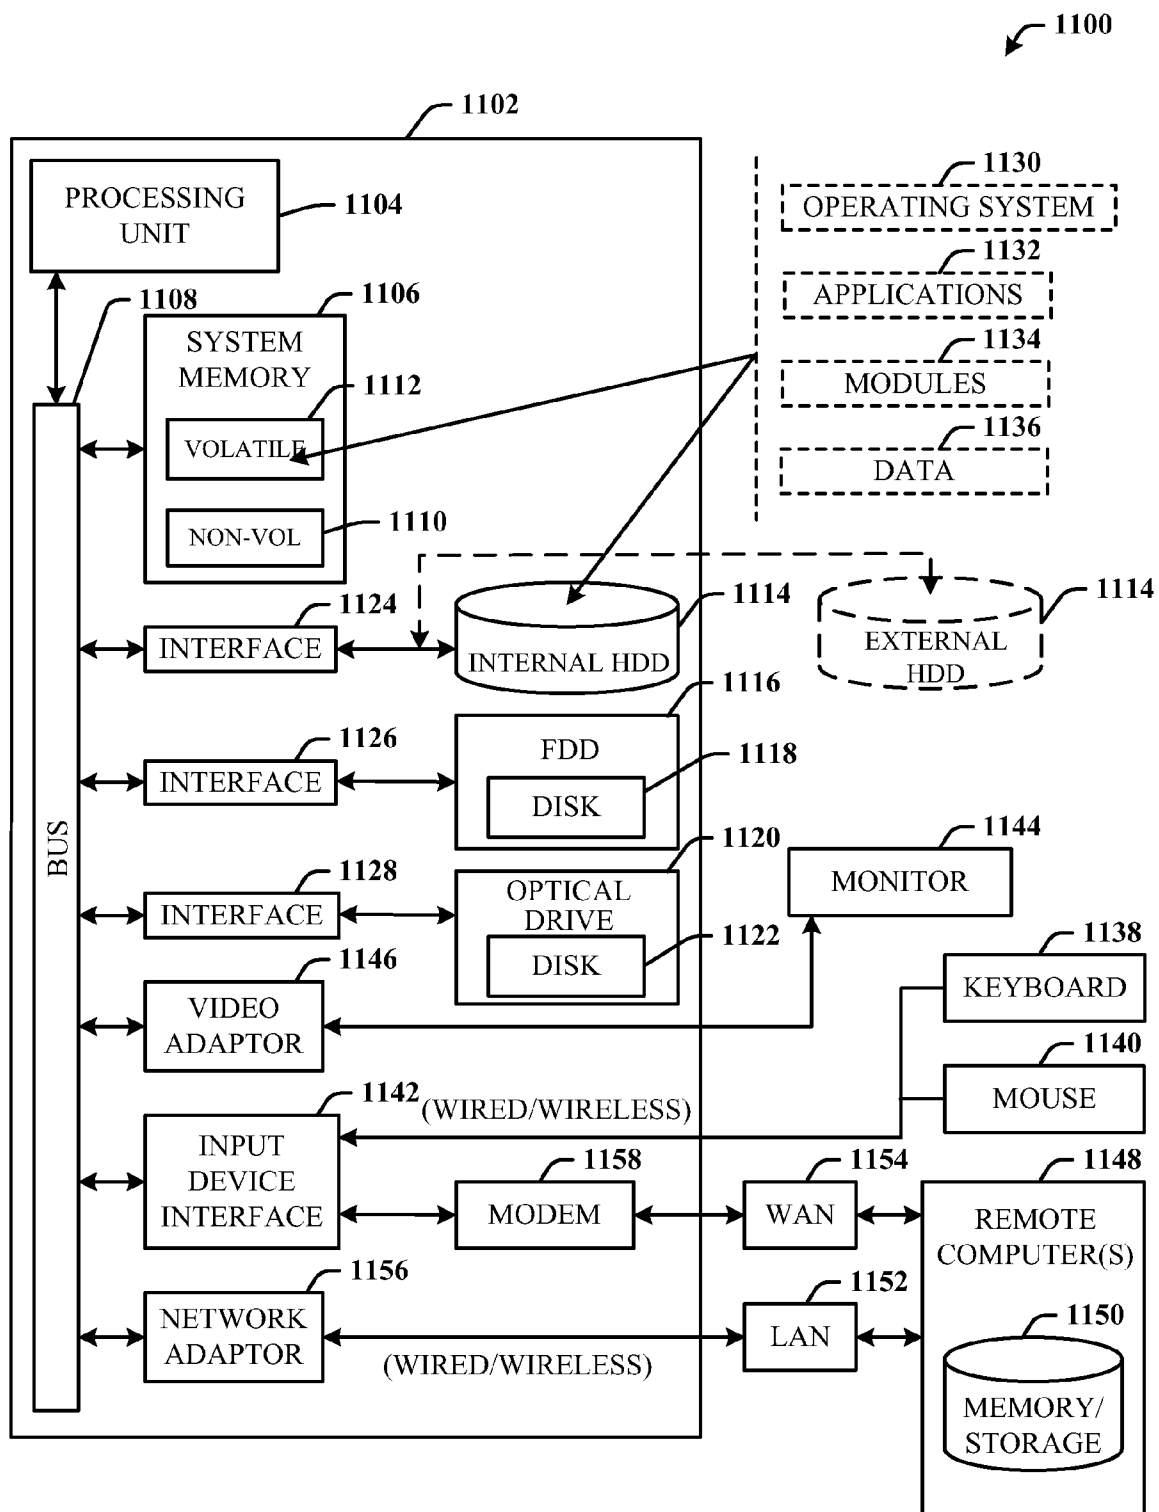 1100
1102
PROCESSING
UNIT
1104
1108
1106
SYSTEM
MEMORY
1112
VOLATILE
1110
NON-VOL
1130
OPERATING SYSTEM
1132
APPLICATIONS
1134
MODULES
1136
DATA
BUS
1124
INTERFACE
1114
INTERNAL HDD
1114
EXTERNAL
HDD
1126
INTERFACE
1116
FDD
1118
DISK
1128
INTERFACE
1120
OPTICAL
DRIVE
1122
DISK
1144
MONITOR
1146
VIDEO
ADAPTOR
1138
KEYBOARD
1140
MOUSE
1142
(WIRED/WIRELESS)
INPUT
DEVICE
INTERFACE
1158
MODEM
1154
WAN
1148
REMOTE
COMPUTER(S)
1156
NETWORK
ADAPTOR
(WIRED/WIRELESS)
1152
LAN
1150
MEMORY/
STORAGE